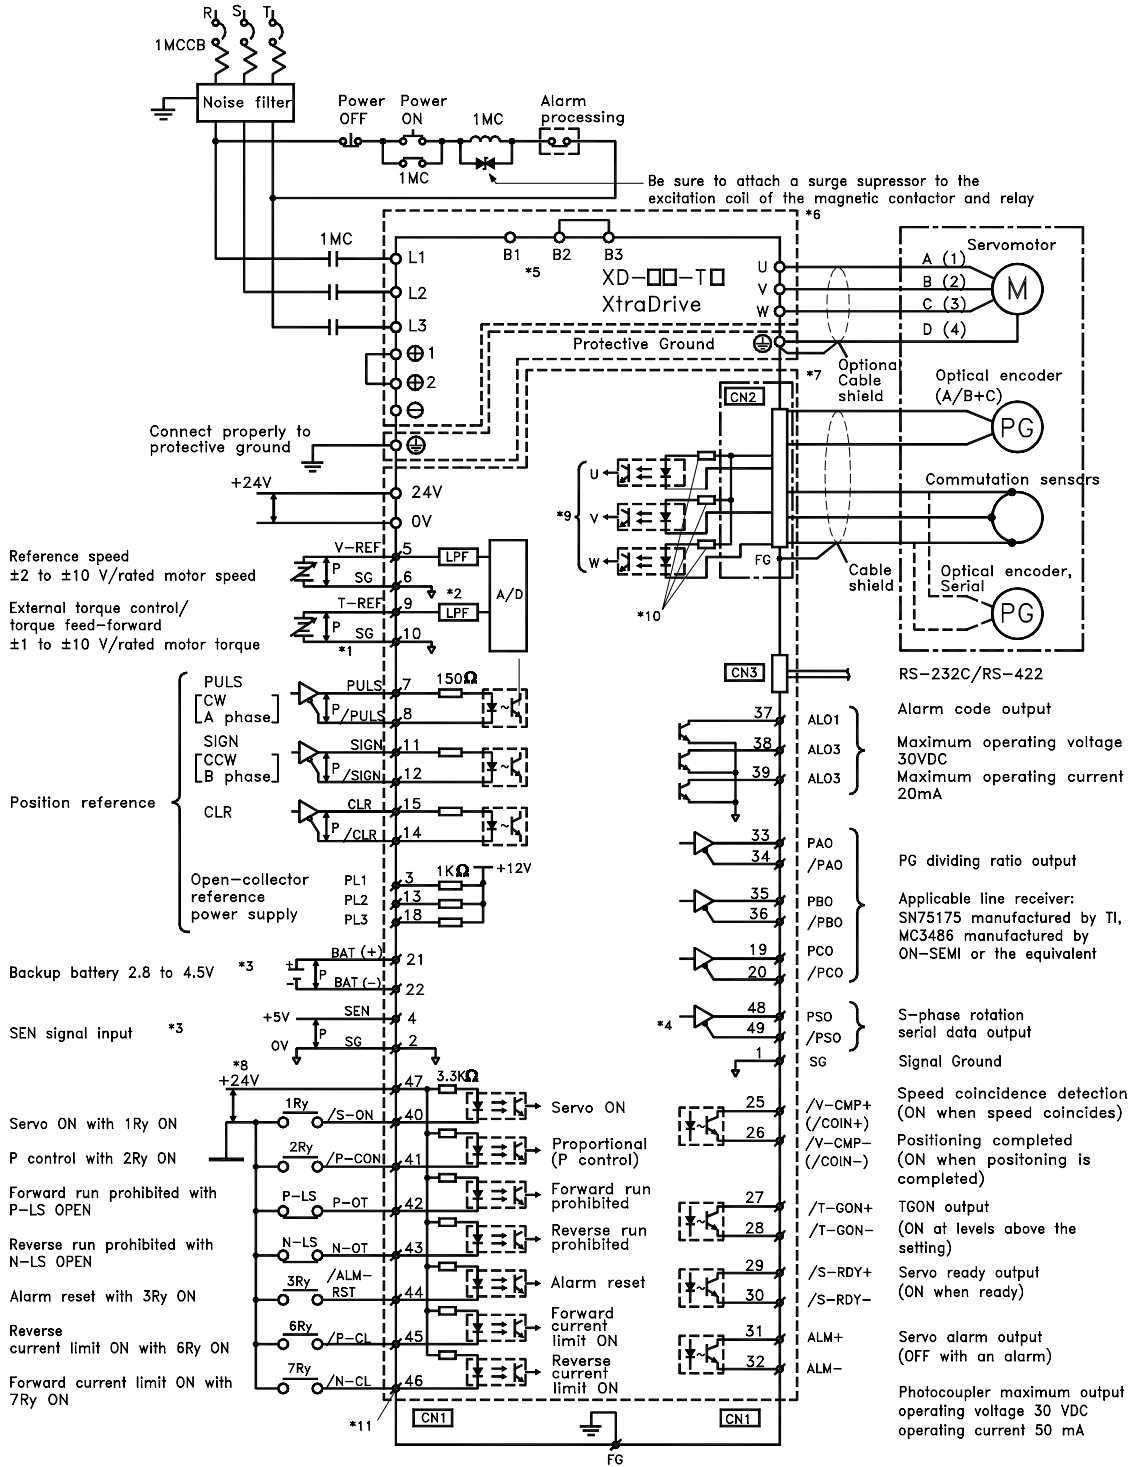 R S T
1MCCB
Noise filter
Power
OFF
Power
ON
1MC
Alarm
processing
1MC
Be sure to attach a surge supressor to the
excitation coil of the magnetic contactor and relay
*6
1MC
L1
L2
L3
1
2
B1 B2 B3
*5
XD-□□-T□
XtraDrive
U
V
W
Protective Ground
Servomotor
A (1)
B (2)
C (3)
D (4)
M
Optional
Cable
shield
*7
CN2
Optical encoder
(A/B+C)
PG
Connect properly to
protective ground
+24V
24V
0V
*9
U
V
W
FG
*10
Commutation sensors
Cable
shield
Optical encoder,
Serial
PG
Reference speed
±2 to ±10 V/rated motor speed
V-REF 5 LPF
P
SG 6
A/D
External torque control/
torque feed-forward
±1 to ±10 V/rated motor torque
*2
T-REF 9 LPF
P
SG 10
*1
CN3
RS-232C/RS-422
Position reference
PULS
[CW
A phase]
PULS 7 150Ω
P
/PULS 8
SIGN
[CCW
B phase]
SIGN 11
P
/SIGN 12
CLR
CLR 15
P
/CLR 14
Open-collector
reference
power supply
PL1 3 1KΩ +12V
PL2 13
PL3 18
37 ALO1
38 ALO3
39 ALO3
Alarm code output
Maximum operating voltage
30VDC
Maximum operating current
20mA
33 PAO
34 /PAO
PG dividing ratio output
35 PBO
36 /PBO
Applicable line receiver:
SN75175 manufactured by TI,
MC3486 manufactured by
ON-SEMI or the equivalent
19 PCO
20 /PCO
Backup battery 2.8 to 4.5V *3
+
−
BAT (+) 21
P
BAT (-) 22
SEN signal input *3
+5V SEN 4
P
0V SG 2
*4
48 PSO
49 /PSO
S-phase rotation
serial data output
1 SG
Signal Ground
*8
+24V 47 3.3KΩ
Servo ON with 1Ry ON
1Ry /S-ON 40
Servo ON
P control with 2Ry ON
2Ry /P-CON 41
Proportional
(P control)
Forward run prohibited with
P-LS OPEN
P-LS P-OT 42
Forward run
prohibited
Reverse run prohibited with
N-LS OPEN
N-LS N-OT 43
Reverse run
prohibited
Alarm reset with 3Ry ON
3Ry /ALM-
RST 44
Alarm reset
Reverse
current limit ON with 6Ry ON
6Ry /P-CL 45
Forward
current
limit ON
Forward current limit ON with
7Ry ON
7Ry /N-CL 46
Reverse
current
limit ON
25 /V-CMP+
(/COIN+)
26 /V-CMP-
(/COIN-)
Speed coincidence detection
(ON when speed coincides)
Positioning completed
(ON when positoning is
completed)
27 /T-GON+
28 /T-GON-
TGON output
(ON at levels above the
setting)
29 /S-RDY+
30 /S-RDY-
Servo ready output
(ON when ready)
31 ALM+
32 ALM-
Servo alarm output
(OFF with an alarm)
Photocoupler maximum output
operating voltage 30 VDC
operating current 50 mA
*11
CN1
CN1
FG